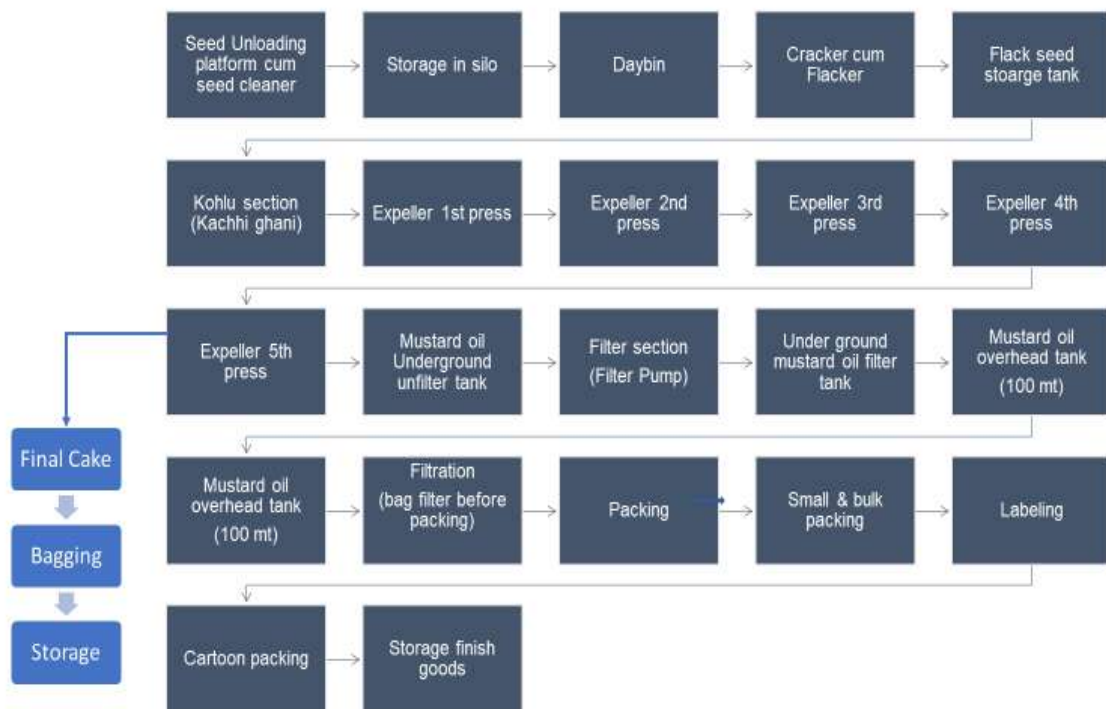 Seed Unloading
platform cum
seed cleaner
Storage in silo
Daybin
Cracker cum
Flacker
Flack seed
stoarge tank
Kohlu section
(Kachhi ghani)
Expeller 1st press
Expeller 2nd
press
Expeller 3rd
press
Expeller 4th
press
Expeller 5th
press
Mustard oil
Underground
unfilter tank
Filter section
(Filter Pump)
Under ground
mustard oil filter
tank
Mustard oil
overhead tank
(100 mt)
Final Cake
Bagging
Storage
Mustard oil
overhead tank
(100 mt)
Filtration
(bag filter before
packing)
Packing
Small & bulk
packing
Labeling
Cartoon packing
Storage finish
goods